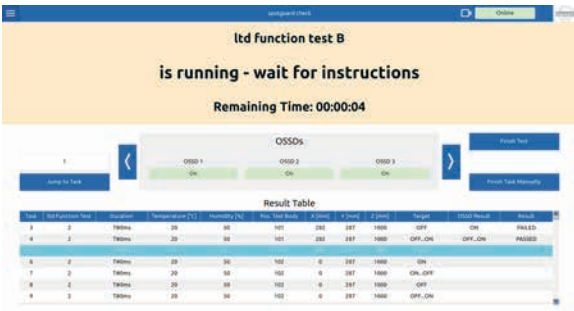 spotguard check
Online
ltd function test B
is running - wait for instructions
Remaining Time: 00:00:04
OSSDs
Finish Test
1
OSSD 1 OSSD 2 OSSD 3
On On On
Jump to Task
Finish Task Manually
Result Table
Task ltd Function Test Duration Temperature [°C] Humidity [%] Pos. Test Body X [mm] Y [mm] Z [mm] Target OSSD Result Result
3 2 20 50 101 292 287 1000 OFF ON FAILED
4 2 20 50 101 292 287 1000 OFF..ON OFF..ON PASSED
6 2 20 50 102 0 287 1000 ON
7 2 20 50 102 0 287 1000 ON..OFF
8 2 20 50 102 0 287 1000 OFF
9 2 20 50 102 0 287 1000 OFF..ON